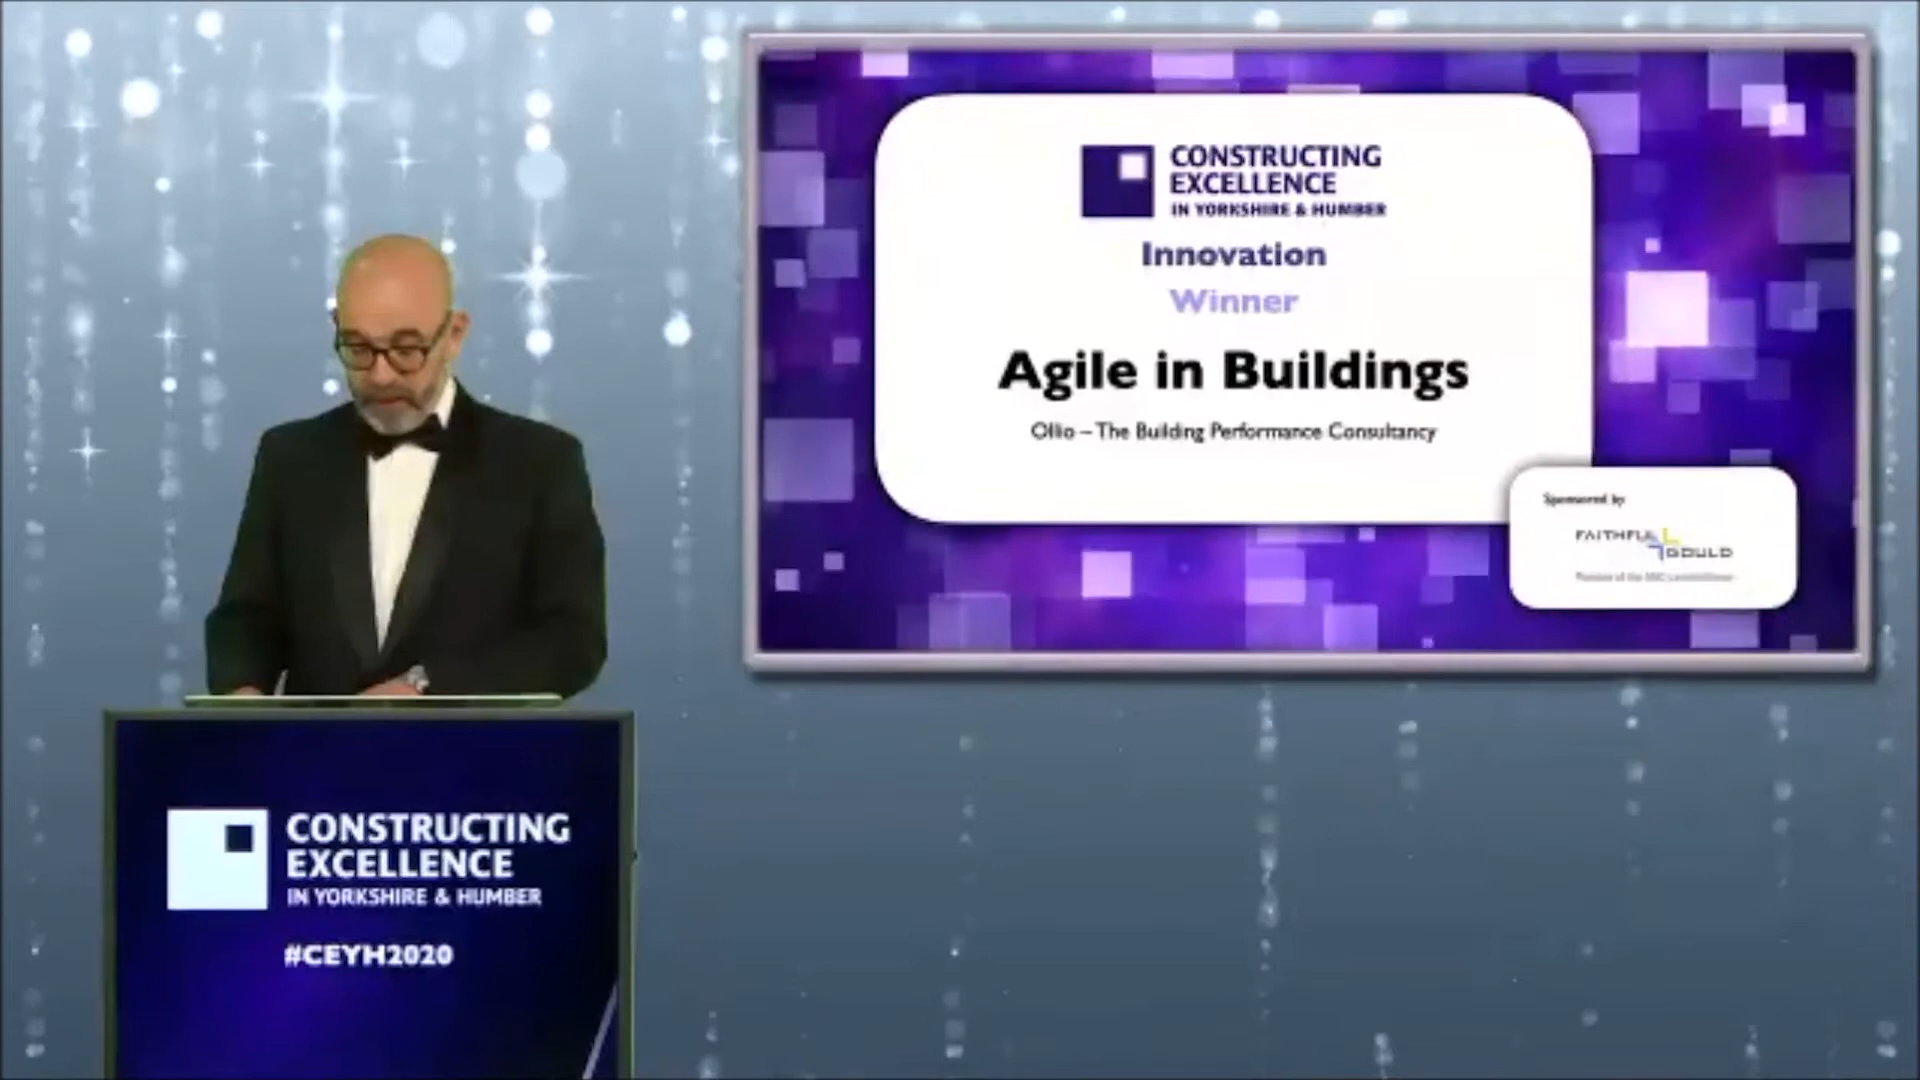 CONSTRUCTING
EXCELLENCE
IN YORKSHIRE & HUMBER
Innovation
Winner
Agile in Buildings
Ollio – The Building Performance Consultancy
Sponsored by
FAITHFUL
GOULD
CONSTRUCTING
EXCELLENCE
IN YORKSHIRE & HUMBER
#CEYH2020